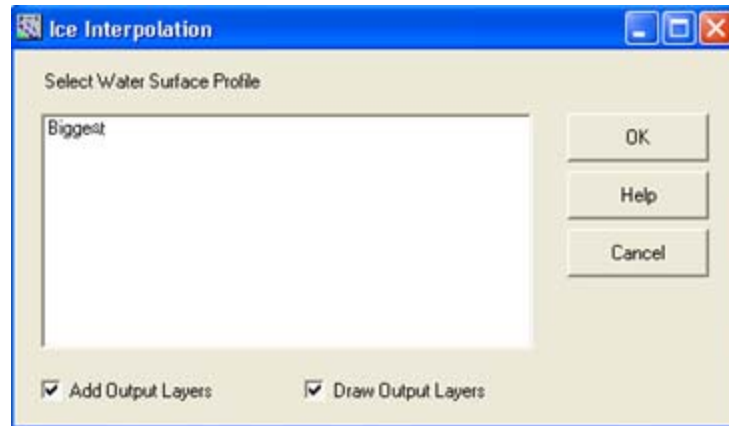 Ice Interpolation
Select Water Surface Profile
Biggest
OK
Help
Cancel
Add Output Layers
Draw Output Layers